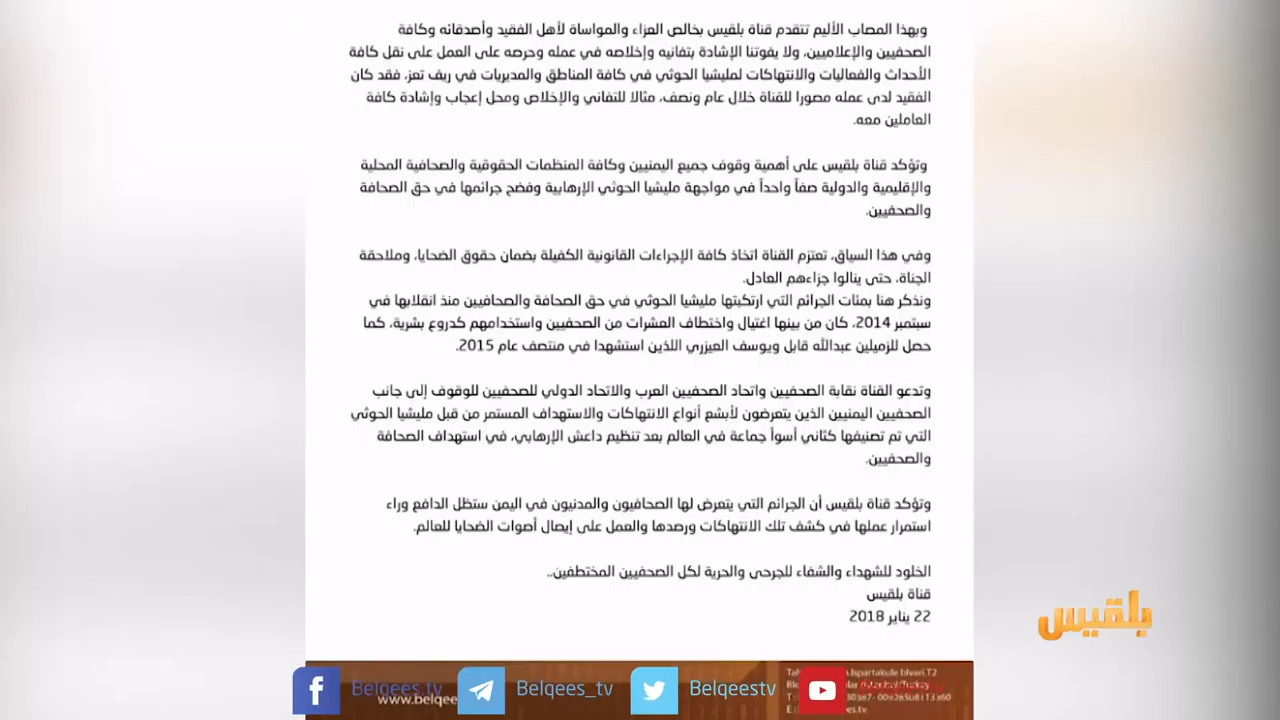 وبهذا المصاب الأليم تتقدم قناة بلقيس بخالص العزاء والمواساة لأهل الفقيد وأصدقائه وكافة
الصحفيين والإعلاميين، ولا يفوتنا الإشادة بتفانيه وإخلاصه في عمله وحرصه على العمل على نقل كافة
الأحداث والفعاليات والانتهاكات لمليشيا الحوثي في كافة المناطق والمديريات في ريف تعز، فقد كان
الفقيد لدى عمله مصورا للقناة خلال عام ونصف، مثالا للتفاني والإخلاص ومحل إعجاب وإشادة كافة
العاملين معه.
وتؤكد قناة بلقيس على أهمية وقوف جميع اليمنيين وكافة المنظمات الحقوقية والصحافية المحلية
والإقليمية والدولية صفاً واحداً في مواجهة مليشيا الحوثي الإرهابية وفضح جرائمها في حق الصحافة
والصحفيين.
وفي هذا السياق، تعتزم القناة اتخاذ كافة الإجراءات القانونية الكفيلة بضمان حقوق الضحايا، وملاحقة
الجناة، حتى ينالوا جزاءهم العادل.
ونذكر هنا بمئات الجرائم التي ارتكبتها مليشيا الحوثي في حق الصحافة والصحافيين منذ انقلابها في
سبتمبر 2014، كان من بينها اغتيال واختطاف العشرات من الصحفيين واستخدامهم كدروع بشرية، كما
حصل للزميلين عبدالله قابل ويوسف العيزري اللذين استشهدا في منتصف عام 2015.
وتدعو القناة نقابة الصحفيين واتحاد الصحفيين العرب والاتحاد الدولي للصحفيين للوقوف إلى جانب
الصحفيين اليمنيين الذين يتعرضون لأبشع أنواع الانتهاكات والاستهداف المستمر من قبل مليشيا الحوثي
التي تم تصنيفها كثاني أسوأ جماعة في العالم بعد تنظيم داعش الإرهابي، في استهداف الصحافة
والصحفيين.
وتؤكد قناة بلقيس أن الجرائم التي يتعرض لها الصحافيون والمدنيون في اليمن ستظل الدافع وراء
استمرار عملها في كشف تلك الانتهاكات ورصدها والعمل على إيصال أصوات الضحايا للعالم.
الخلود للشهداء والشفاء للجرحى والحرية لكل الصحفيين المختطفين..
قناة بلقيس
22 يناير 2018
بلقيس
Belqees.tv
Belqees_tv
Belqeestv
www.belqee